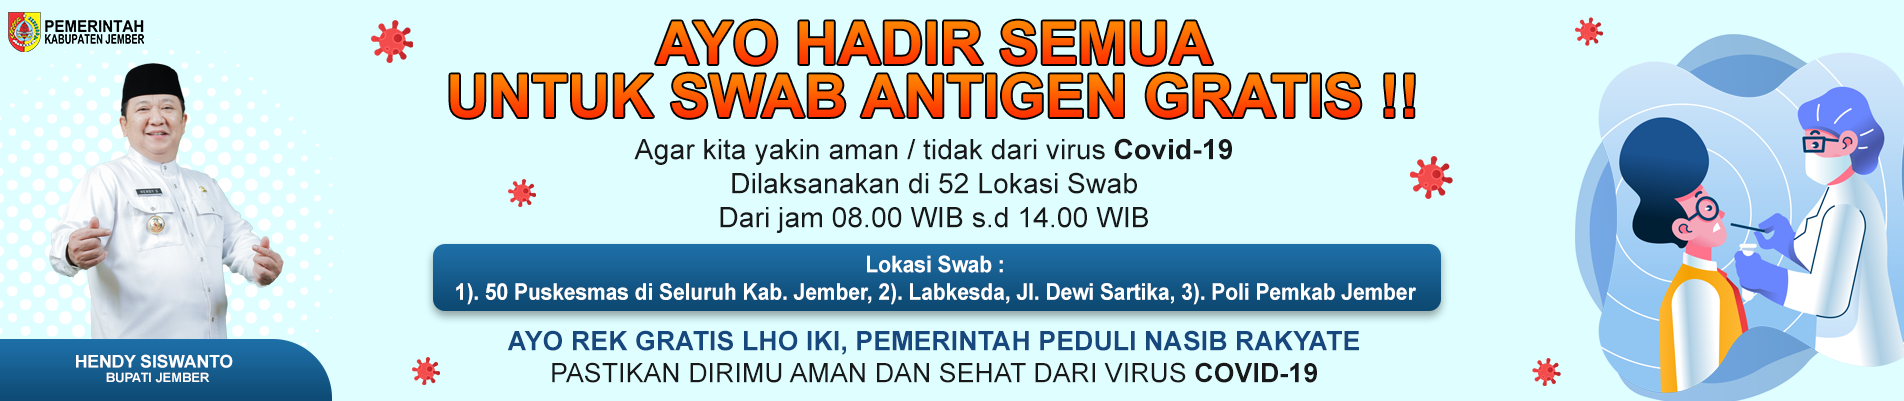 PEMERINTAH
KABUPATEN JEMBER
AYO HADIR SEMUA
UNTUK SWAB ANTIGEN GRATIS !!
Agar kita yakin aman / tidak dari virus Covid-19
Dilaksanakan di 52 Lokasi Swab
Dari jam 08.00 WIB s.d 14.00 WIB
Lokasi Swab :
1). 50 Puskesmas di Seluruh Kab. Jember, 2). Labkesda, Jl. Dewi Sartika, 3). Poli Pemkab Jember
AYO REK GRATIS LHO IKI, PEMERINTAH PEDULI NASIB RAKYATE
PASTIKAN DIRIMU AMAN DAN SEHAT DARI VIRUS COVID-19
HENDY SISWANTO
BUPATI JEMBER